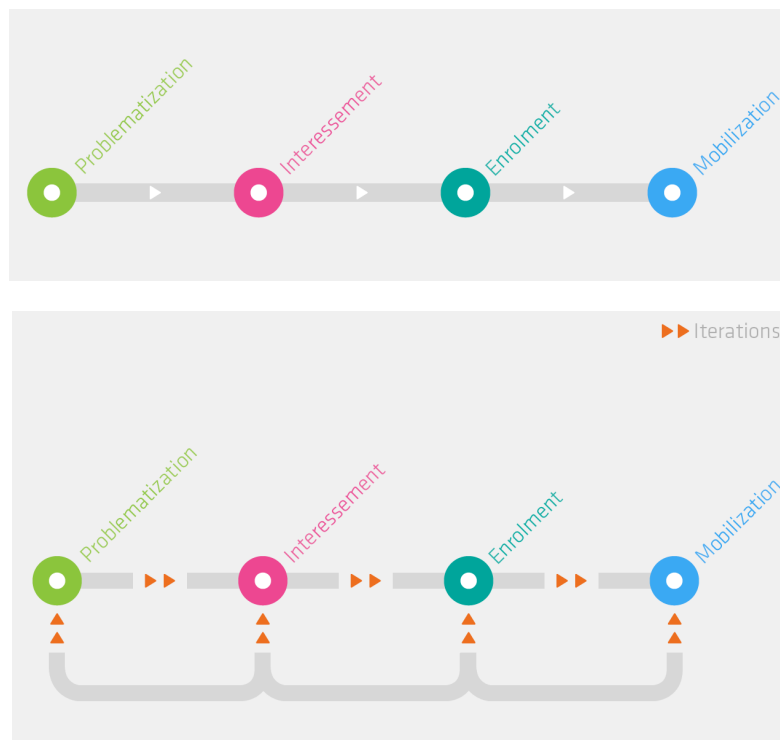 Problematization
Interessement
Enrolment
Mobilization
Iterations
Problematization
Interessement
Enrolment
Mobilization